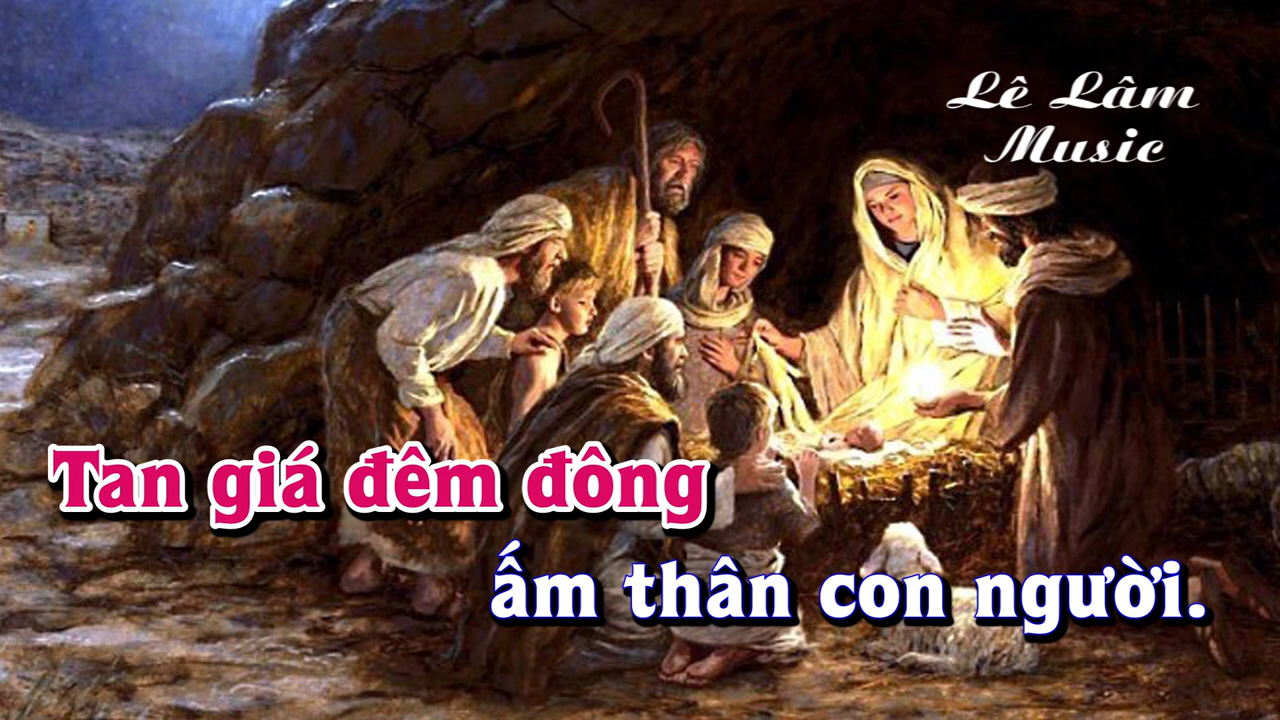 Lê Lâm
Music
Tan giá đêm đông
ấm thân con người.